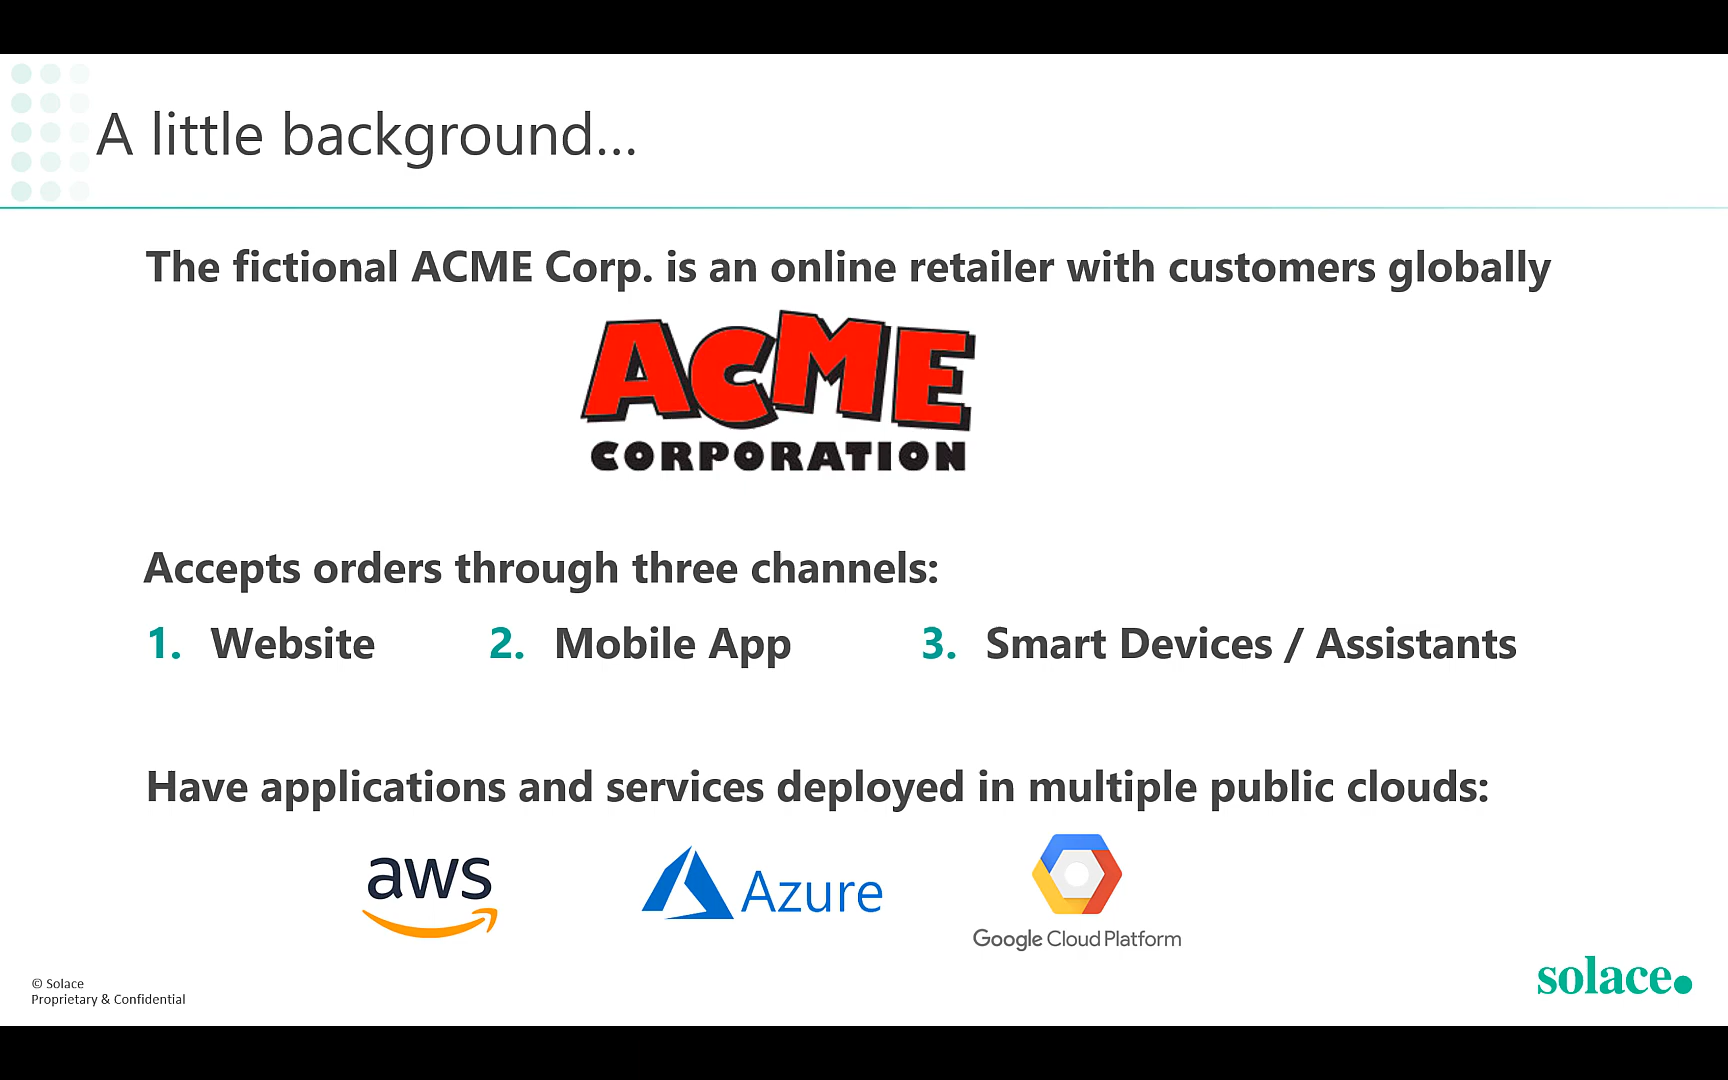 A little background...
The fictional ACME Corp. is an online retailer with customers globally
ACME
CORPORATION
Accepts orders through three channels:
1. Website 2. Mobile App 3. Smart Devices / Assistants
Have applications and services deployed in multiple public clouds:
aws Azure
Google Cloud Platform
© Solace
Proprietary & Confidential
solace.